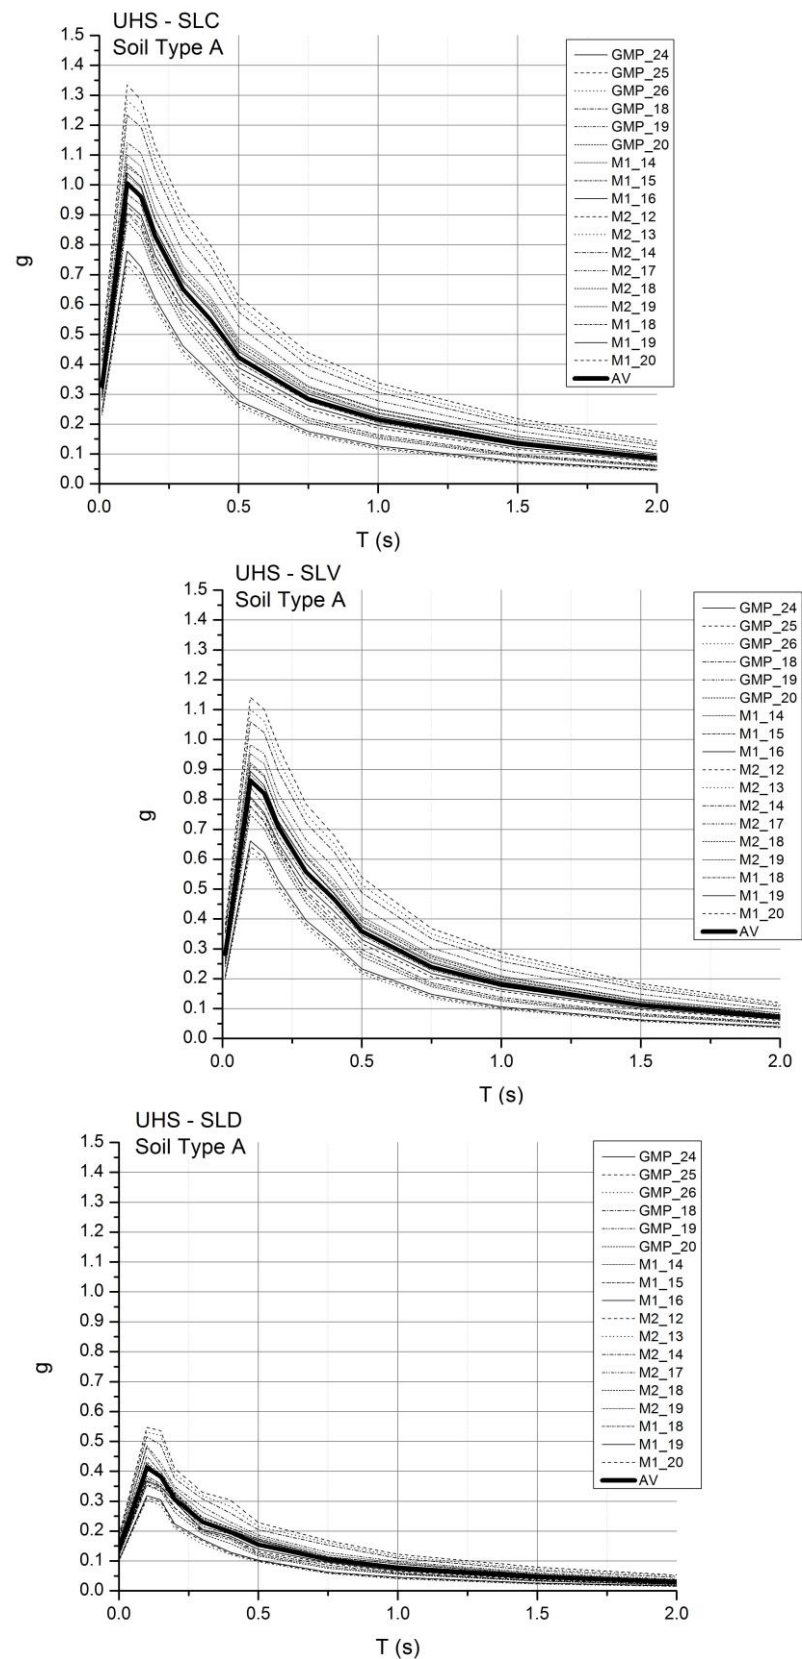 UHS - SLC
Soil Type A
1.5
1.4
1.3
1.2
1.1
1.0
0.9
0.8
0.7
0.6
0.5
0.4
0.3
0.2
0.1
0.0
g
GMP_24
GMP_25
GMP_26
GMP_18
GMP_19
GMP_20
M1_14
M1_15
M1_16
M2_12
M2_13
M2_14
M2_17
M2_18
M2_19
M1_18
M1_19
M1_20
AV
0.0 0.5 1.0 1.5 2.0
T (s)
UHS - SLV
Soil Type A
1.5
1.4
1.3
1.2
1.1
1.0
0.9
0.8
0.7
0.6
0.5
0.4
0.3
0.2
0.1
0.0
g
GMP_24
GMP_25
GMP_26
GMP_18
GMP_19
GMP_20
M1_14
M1_15
M1_16
M2_12
M2_13
M2_14
M2_17
M2_18
M2_19
M1_18
M1_19
M1_20
AV
0.0 0.5 1.0 1.5 2.0
T (s)
UHS - SLD
Soil Type A
1.5
1.4
1.3
1.2
1.1
1.0
0.9
0.8
0.7
0.6
0.5
0.4
0.3
0.2
0.1
0.0
g
GMP_24
GMP_25
GMP_26
GMP_18
GMP_19
GMP_20
M1_14
M1_15
M1_16
M2_12
M2_13
M2_14
M2_17
M2_18
M2_19
M1_18
M1_19
M1_20
AV
0.0 0.5 1.0 1.5 2.0
T (s)